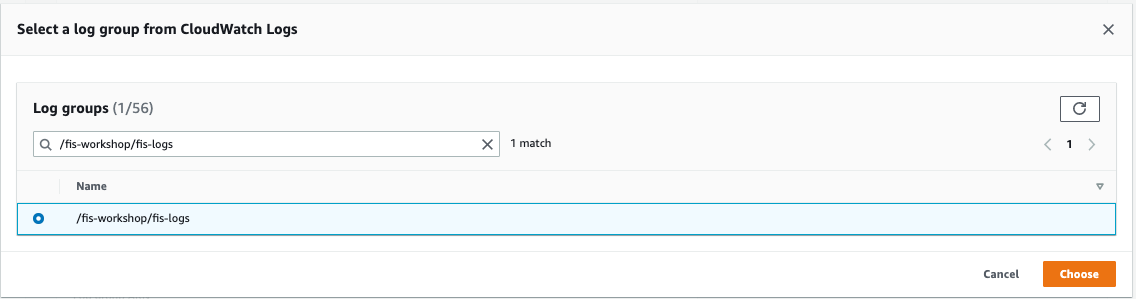 Select a log group from CloudWatch Logs
Log groups (1/56)
/fis-workshop/fis-logs
1 match
1
Name
/fis-workshop/fis-logs
Cancel
Choose